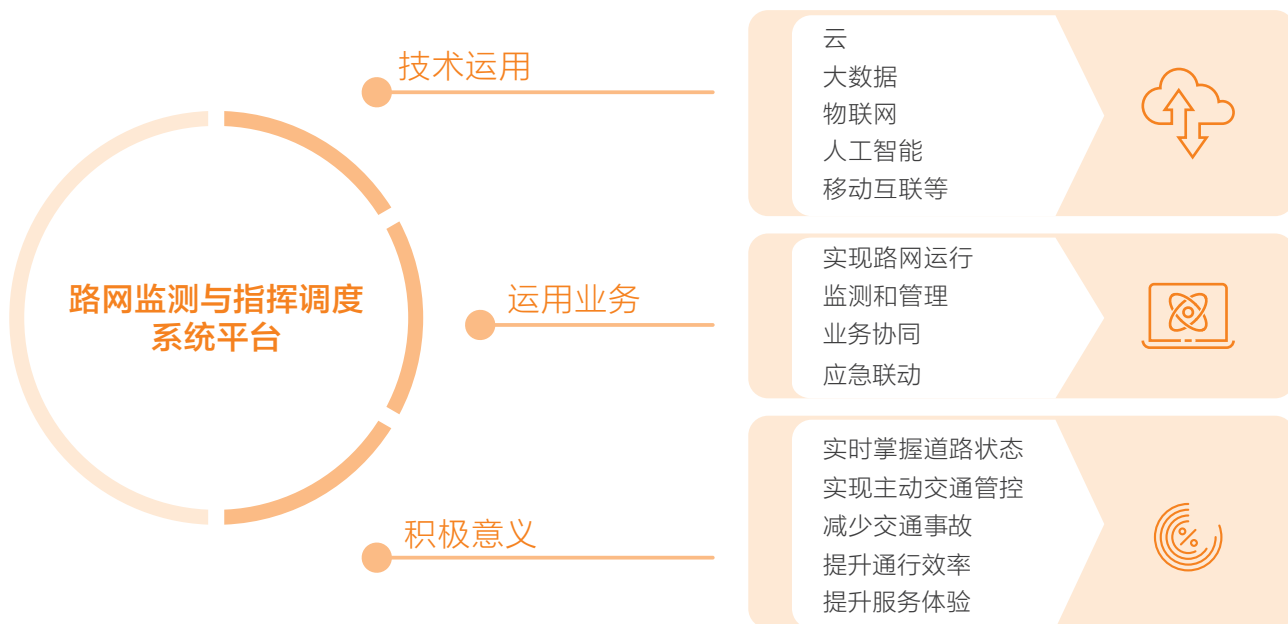 路网监测与指挥调度
系统平台
技术运用
云
大数据
物联网
人工智能
移动互联等
运用业务
实现路网运行
监测和管理
业务协同
应急联动
积极意义
实时掌握道路状态
实现主动交通管控
减少交通事故
提升通行效率
提升服务体验
%